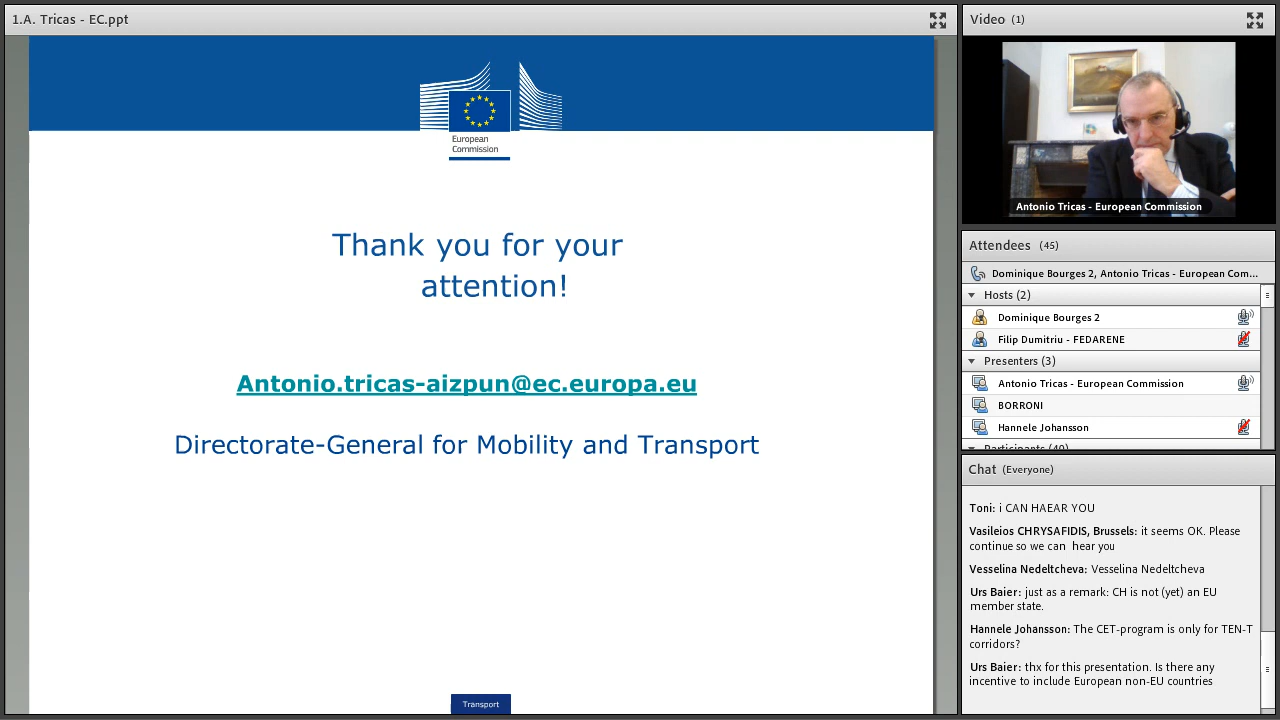 1.A. Tricas - EC.ppt
European
Commission
Thank you for your
attention!
Antonio.tricas-aizpun@ec.europa.eu
Directorate-General for Mobility and Transport
Transport
Video (1)
Antonio Tricas - European Commission
Attendees (45)
Dominique Bourges 2, Antonio Tricas - European Com...
Hosts (2)
Dominique Bourges 2
Filip Dumitriu - FEDARENE
Presenters (3)
Antonio Tricas - European Commission
BORRONI
Hannele Johansson
Participants (40)
Chat (Everyone)
Toni: i CAN HAEAR YOU
Vasileios CHRYSAFIDIS, Brussels: it seems OK. Please
continue so we can hear you
Vesselina Nedeltcheva: Vesselina Nedeltcheva
Urs Baier: just as a remark: CH is not (yet) an EU
member state.
Hannele Johansson: The CET-program is only for TEN-T
corridors?
Urs Baier: thx for this presentation. Is there any
incentive to include European non-EU countries